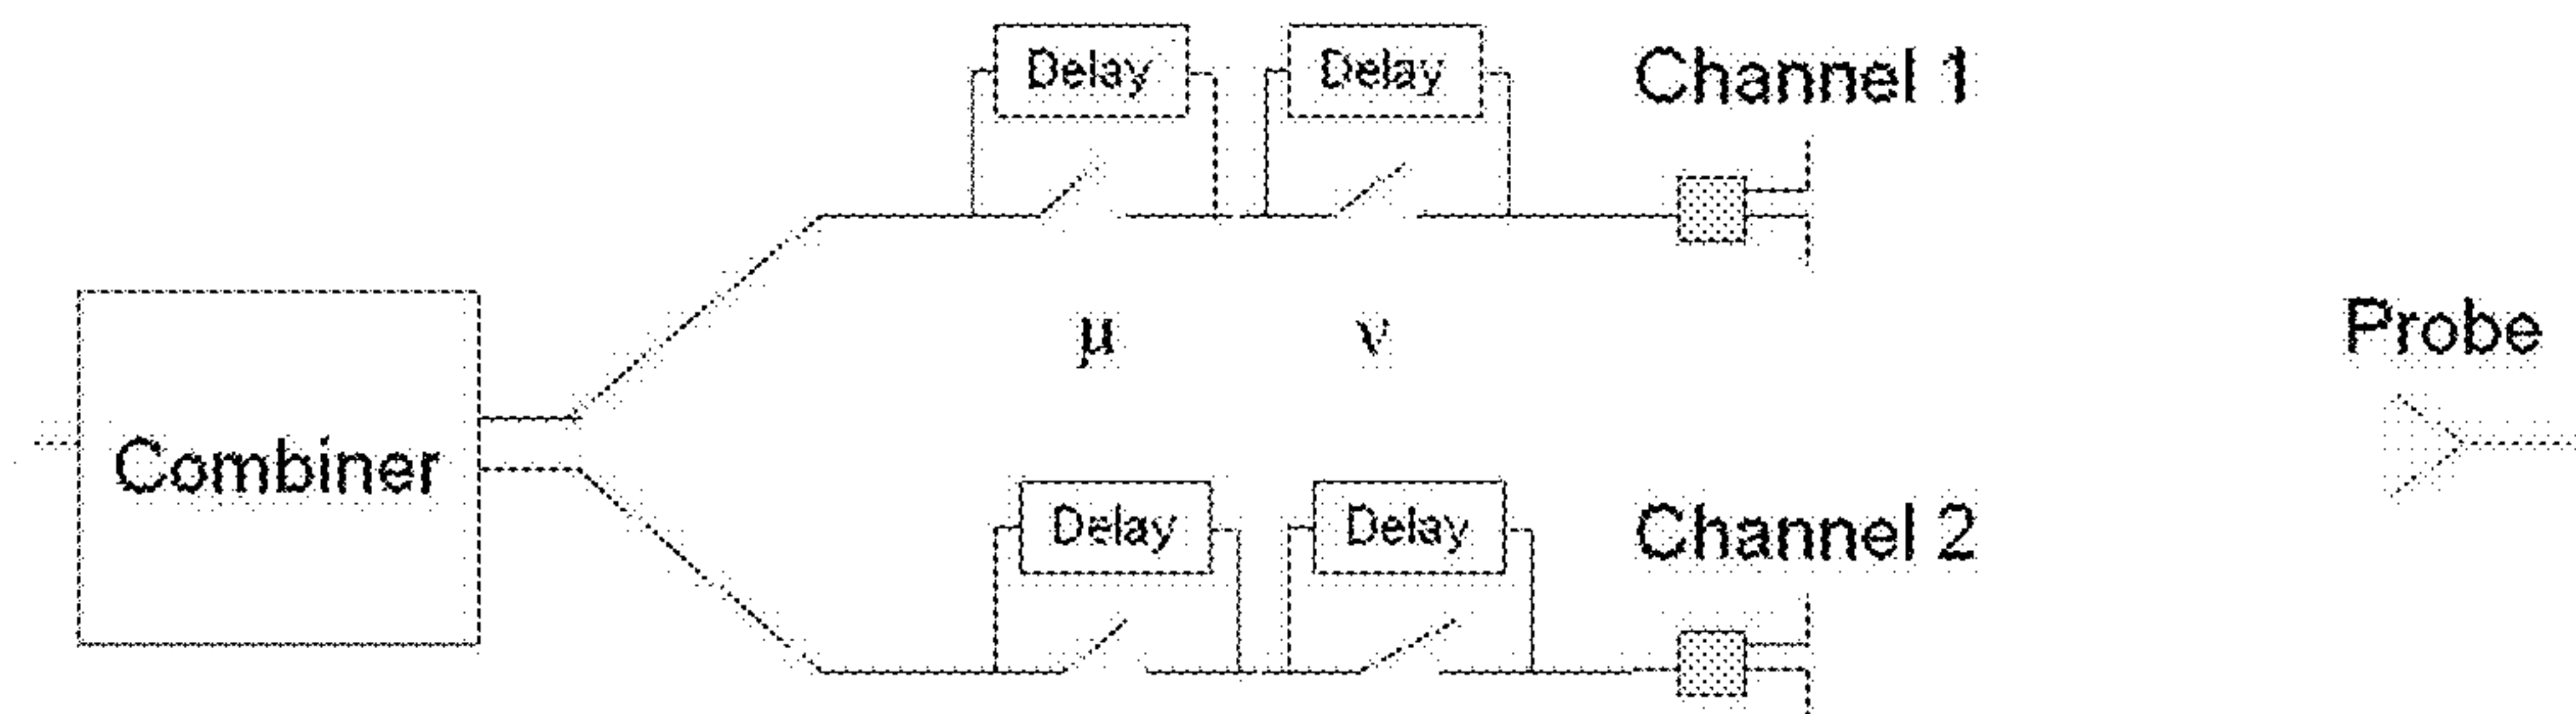 Delay Delay Channel 1
μ ν Probe
Combiner
Delay Delay Channel 2